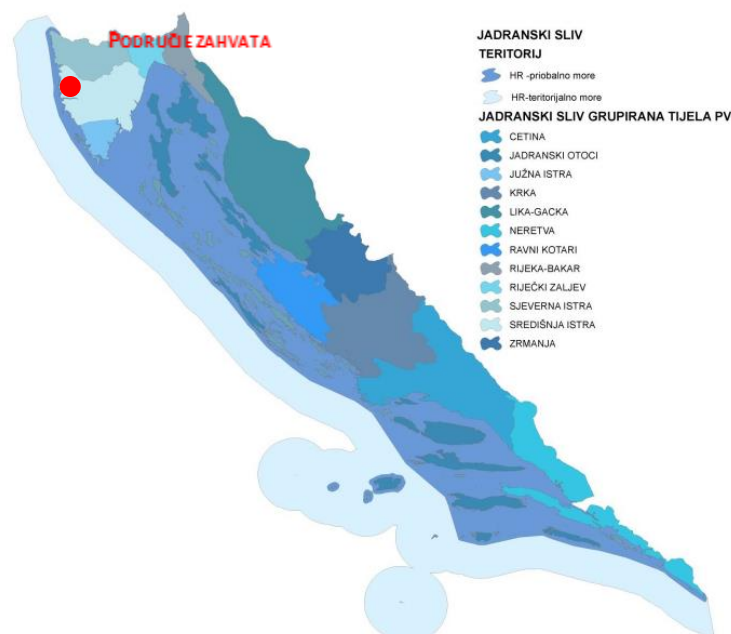 PODRUČJE ZAHVATA
JADRANSKI SLIV
TERITORIJ
HR -priobalno more
HR-teritorijalno more
JADRANSKI SLIV GRUPIRANA TIJELA PV
CETINA
JADRANSKI OTOCI
JUŽNA ISTRA
KRKA
LIKA-GACKA
NERETVA
RAVNI KOTARI
RIJEKA-BAKAR
RIJEČKI ZALJEV
SJEVERNA ISTRA
SREDIŠNJA ISTRA
ZRMANJA